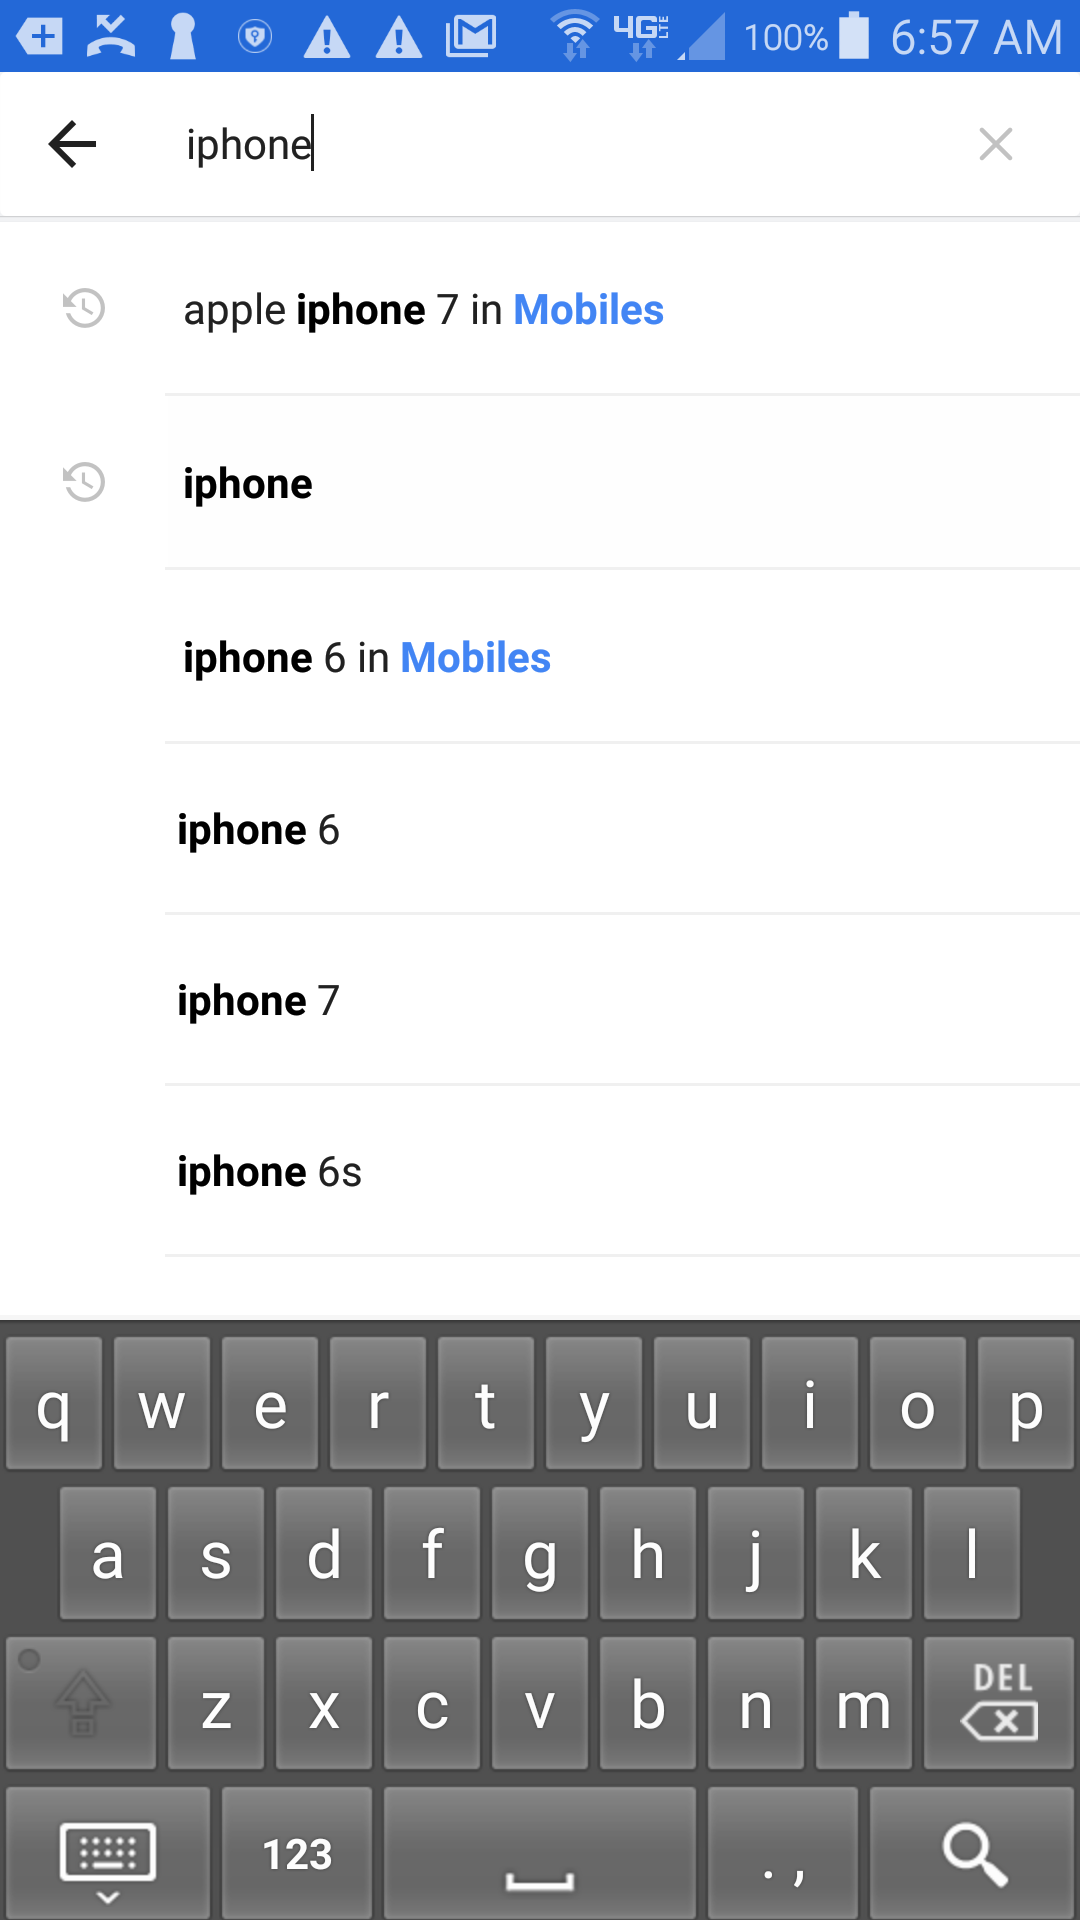 4G LTE 100% 6:57 AM
iphone
apple iphone 7 in Mobiles
iphone
iphone 6 in Mobiles
iphone 6
iphone 7
iphone 6s
q w e r t y u i o p
a s d f g h j k l
z x c v b n m DEL
123 . ,